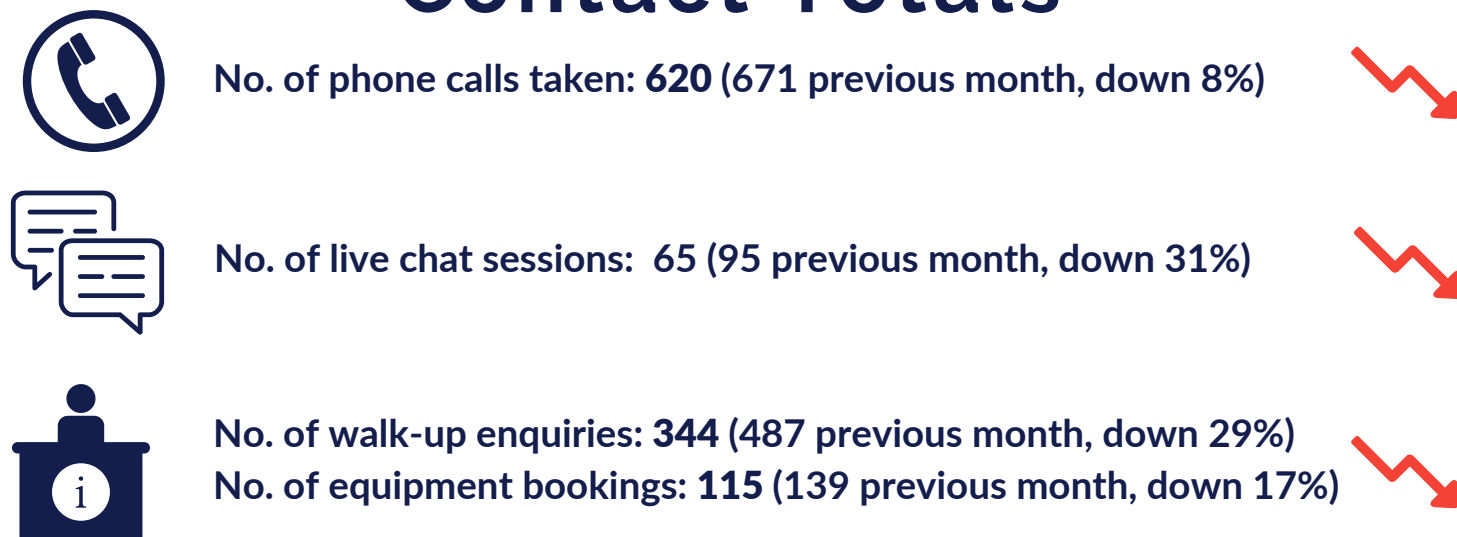 Contact Totals
No. of phone calls taken: 620 (671 previous month, down 8%)
No. of live chat sessions: 65 (95 previous month, down 31%)
No. of walk-up enquiries: 344 (487 previous month, down 29%)
No. of equipment bookings: 115 (139 previous month, down 17%)
i